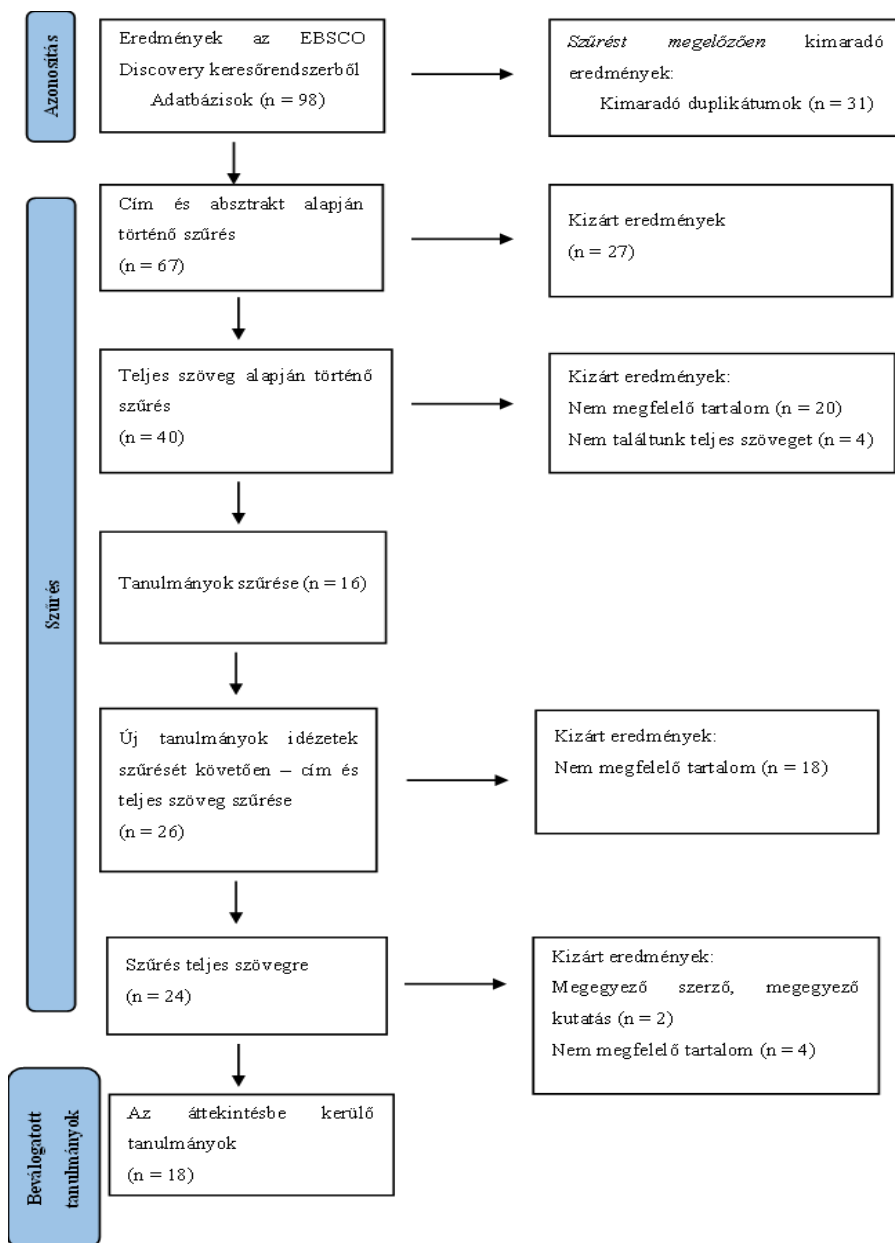 Azonosítás
Eredmények az EBSCO
Discovery keresőrendszerből
Adatbázisok (n = 98)
Szűrést megelőzően kimaradó
eredmények:
Kimaradó duplikátumok (n = 31)
Szűrés
Cím és absztrakt alapján
történő szűrés
(n = 67)
Kizárt eredmények
(n = 27)
Teljes szöveg alapján történő
szűrés
(n = 40)
Kizárt eredmények:
Nem megfelelő tartalom (n = 20)
Nem találtunk teljes szöveget (n = 4)
Tanulmányok szűrése (n = 16)
Új tanulmányok idézetek
szűrését követően – cím és
teljes szöveg szűrése
(n = 26)
Kizárt eredmények:
Nem megfelelő tartalom (n = 18)
Szűrés teljes szövegre
(n = 24)
Kizárt eredmények:
Megegyező szerző, megegyező
kutatás (n = 2)
Nem megfelelő tartalom (n = 4)
Beválogatott
tanulmányok
Az áttekintésbe kerülő
tanulmányok
(n = 18)